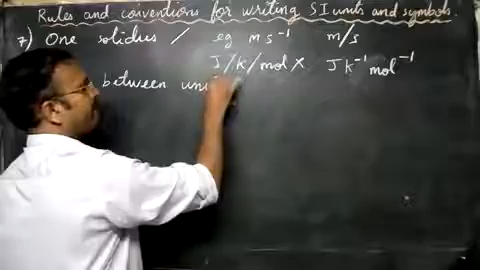 Rules and conventions for writing SI units and symbols.
7) One solidus / eg m s⁻¹ m/s
J/K/mol X J K⁻¹ mol⁻¹
between uni